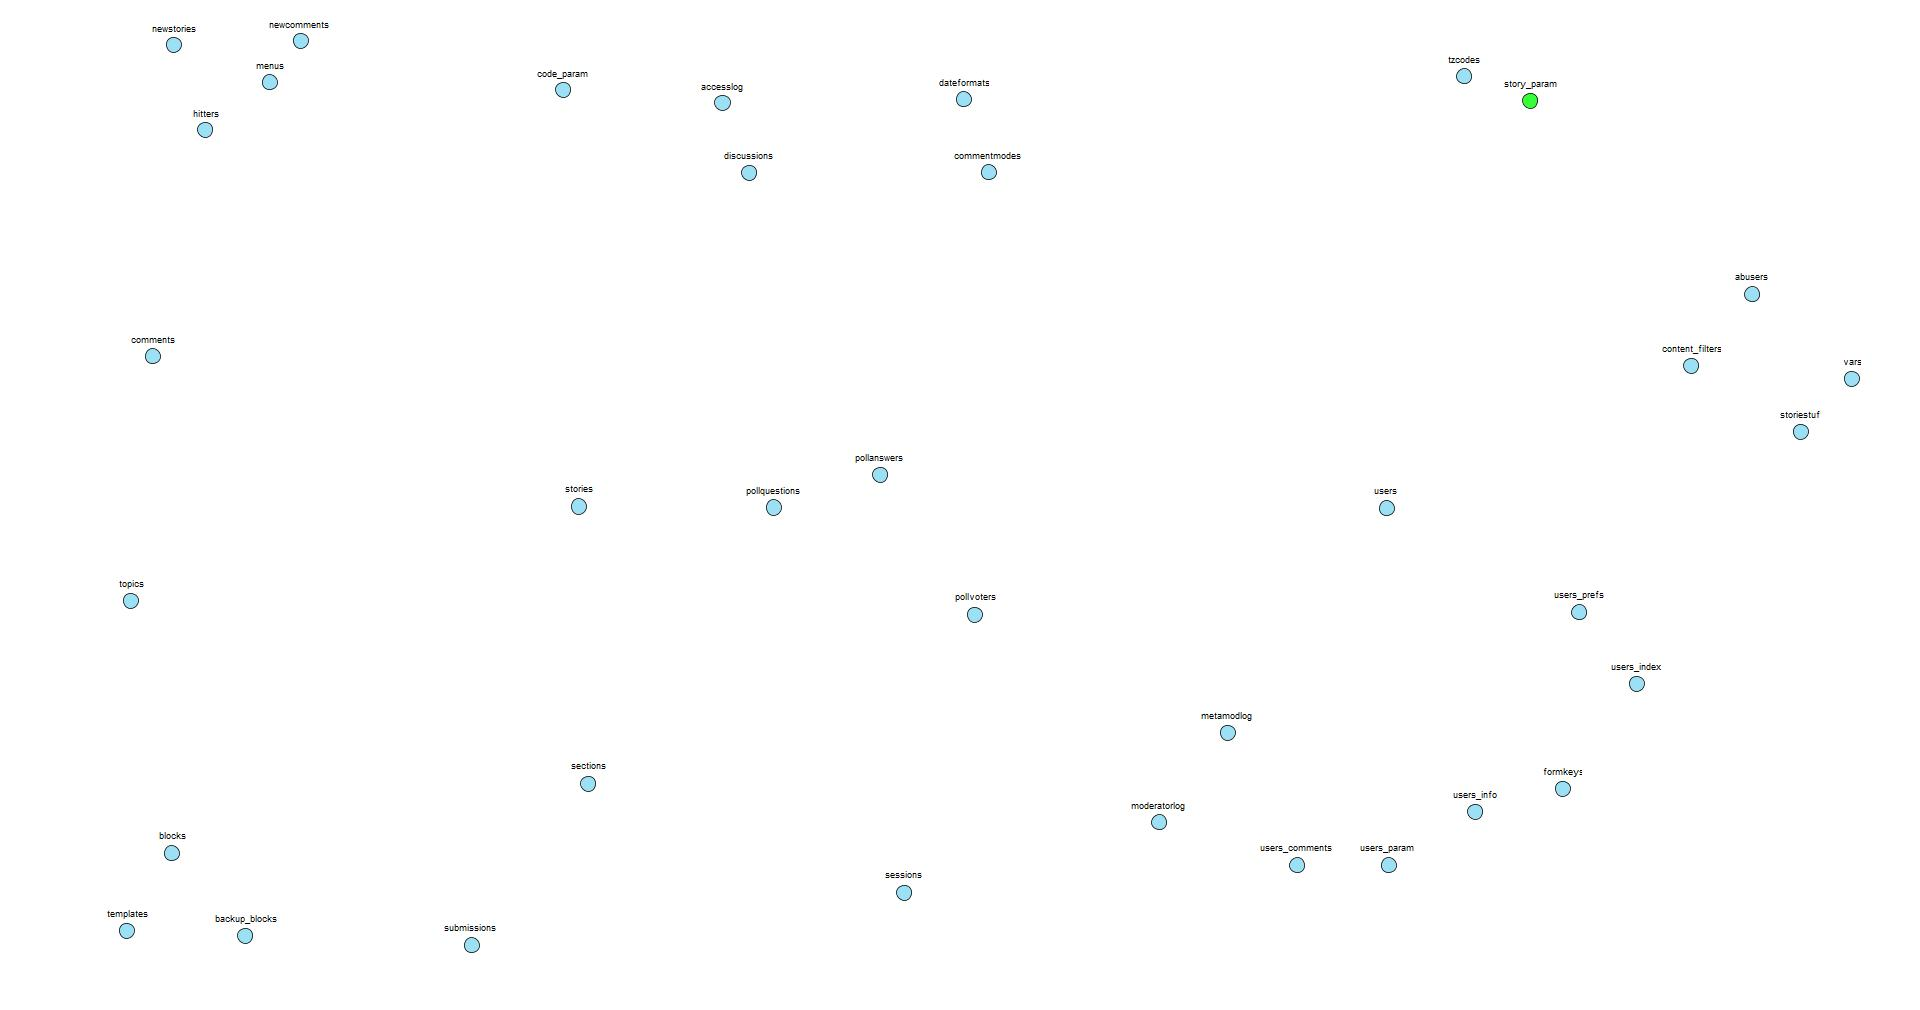 newstories
newcomments
menus
hitters
code_param
accesslog
dateformats
tzcodes
story_param
discussions
commentmodes
abusers
comments
content_filters
vars
storiestuf
pollanswers
stories
pollquestions
users
topics
pollvoters
users_prefs
users_index
metamodlog
sections
formkeys
users_info
moderatorlog
blocks
users_comments
users_param
sessions
templates
backup_blocks
submissions